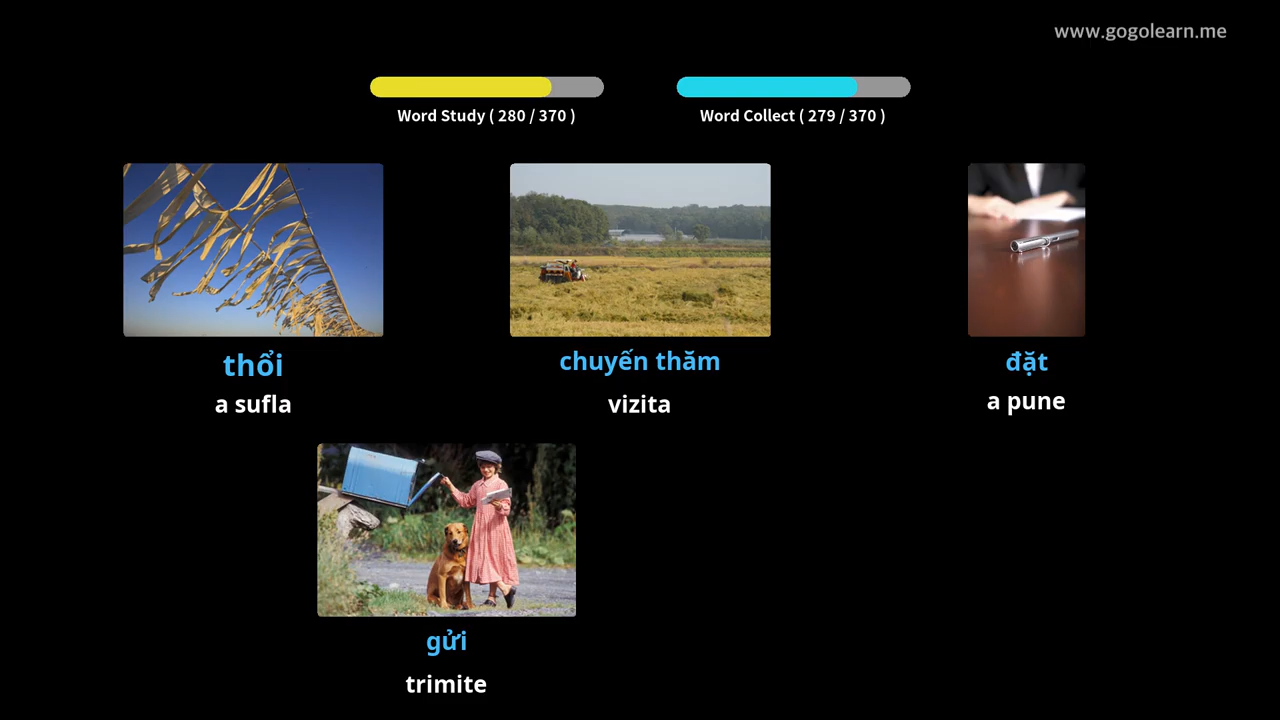 www.gogolearn.me
Word Study ( 280 / 370 )
Word Collect ( 279 / 370 )
thổi
a sufla
chuyến thăm
vizita
đặt
a pune
gửi
trimite